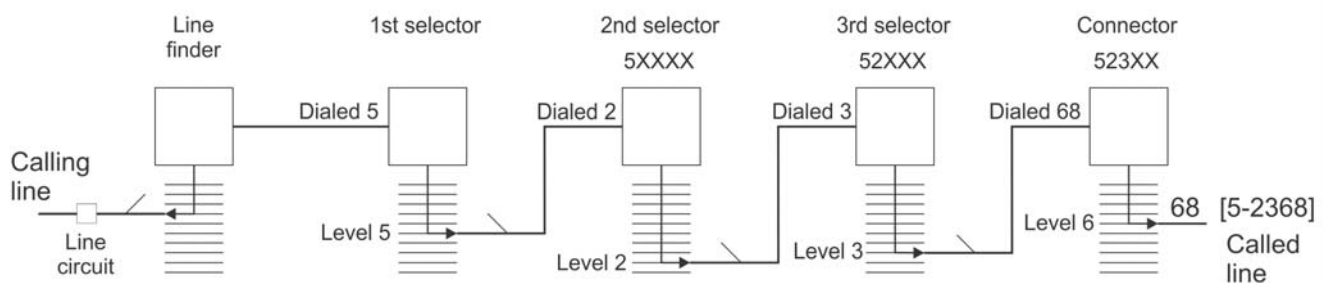 Line
finder
1st selector
2nd selector
5XXXX
3rd selector
52XXX
Connector
523XX
Dialed 5
Dialed 2
Dialed 3
Dialed 68
Calling
line
Line
circuit
Level 5
Level 2
Level 3
Level 6
68 [5-2368]
Called
line